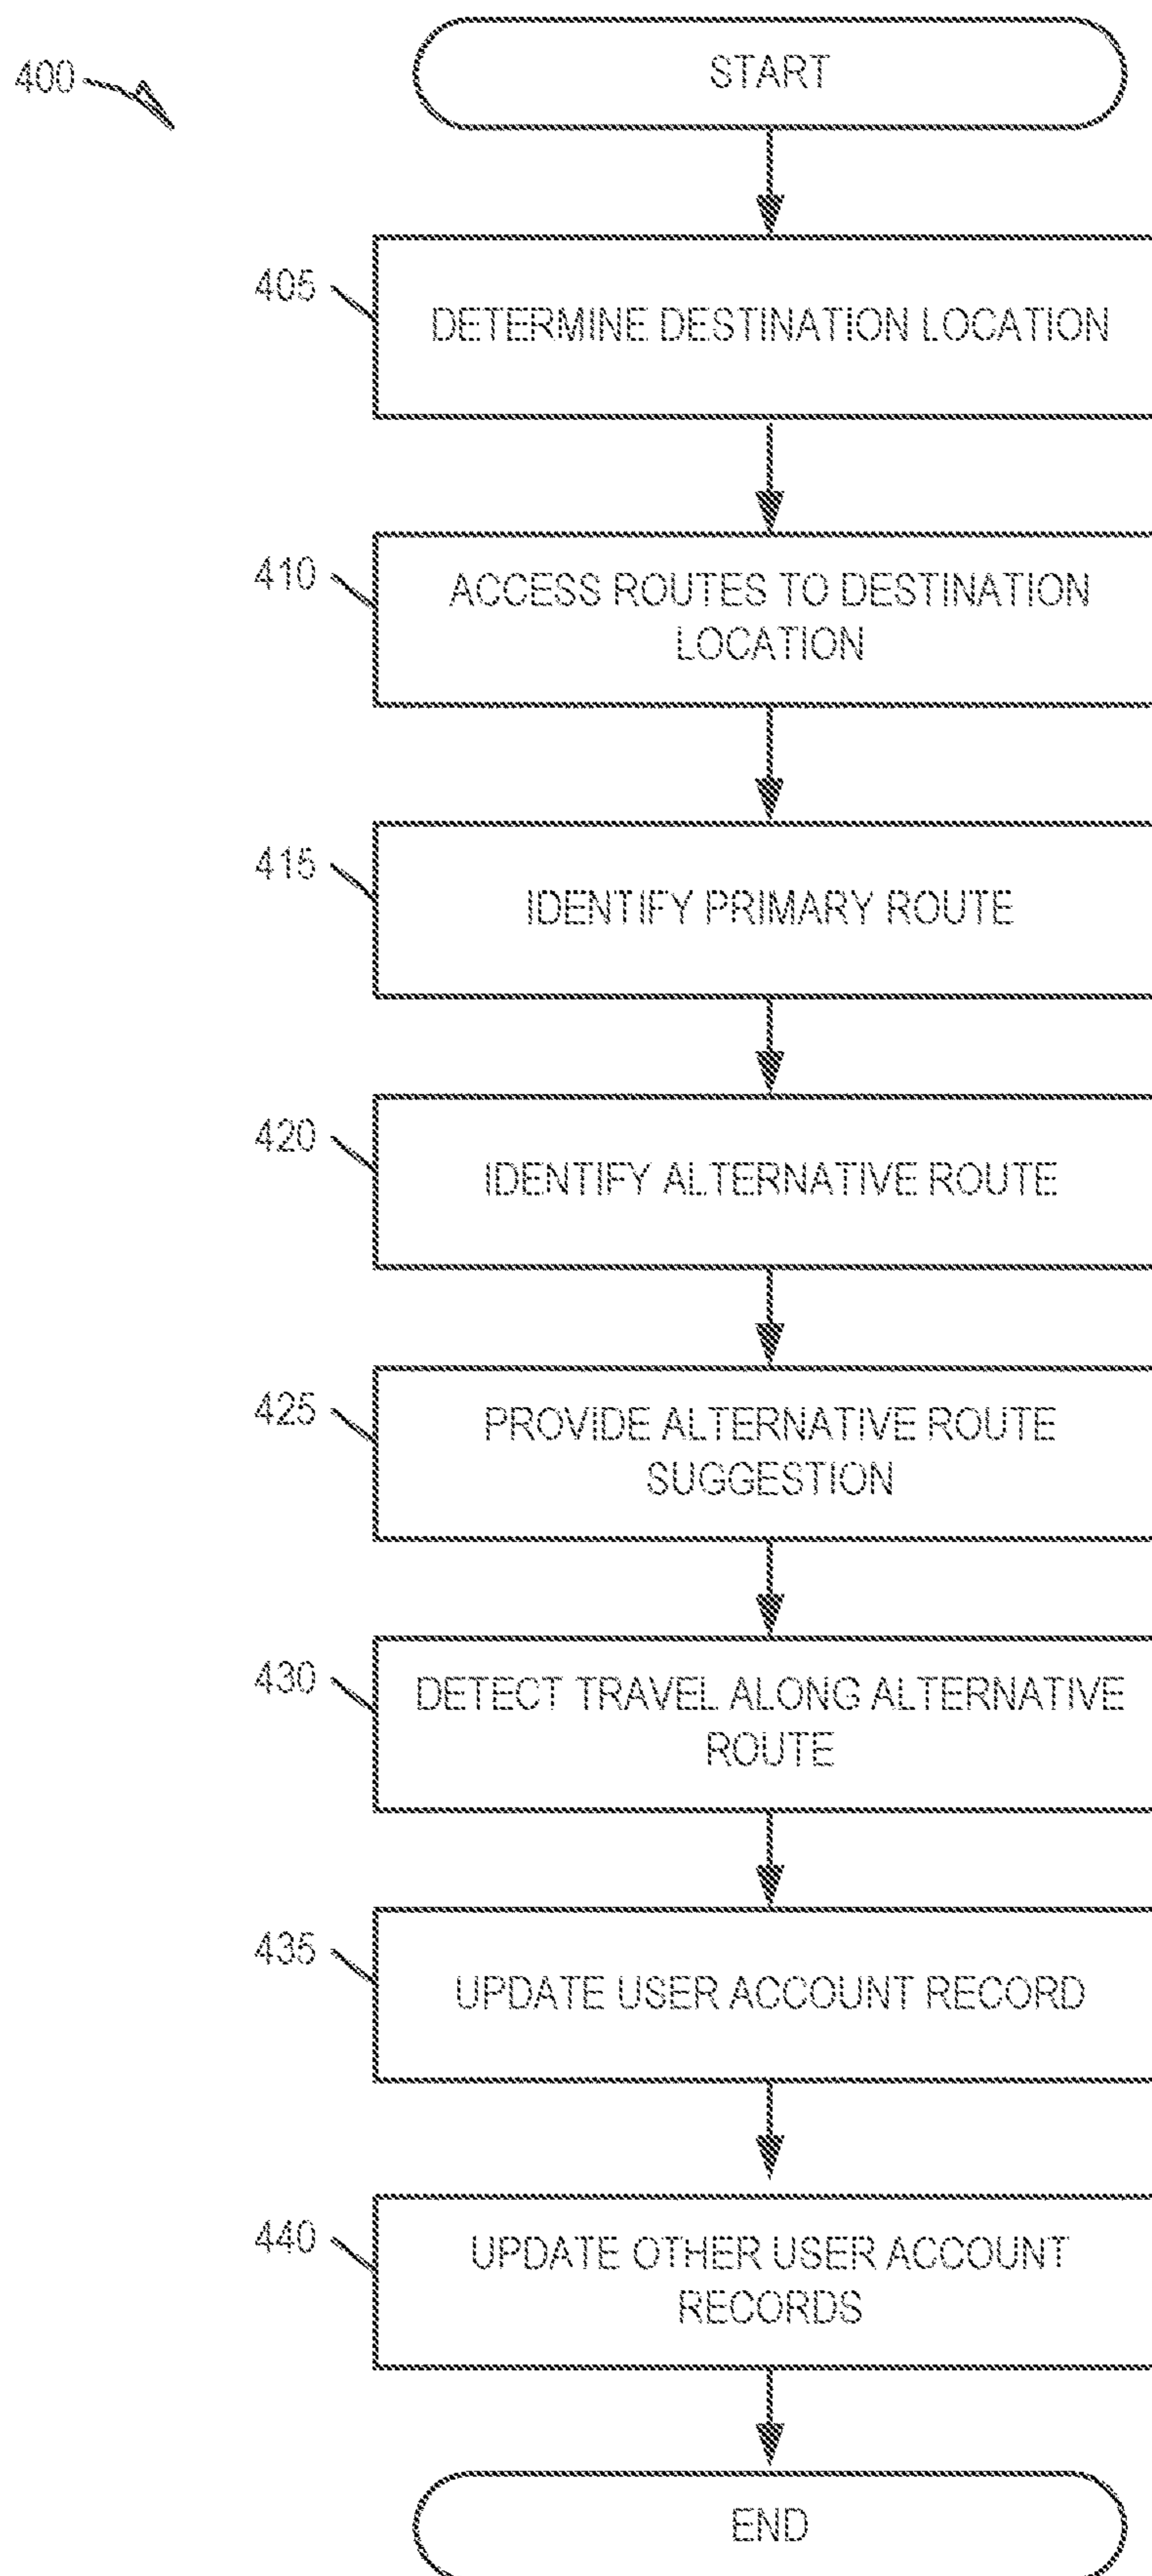 400
START
405
DETERMINE DESTINATION LOCATION
410
ACCESS ROUTES TO DESTINATION
LOCATION
415
IDENTIFY PRIMARY ROUTE
420
IDENTIFY ALTERNATIVE ROUTE
425
PROVIDE ALTERNATIVE ROUTE
SUGGESTION
430
DETECT TRAVEL ALONG ALTERNATIVE
ROUTE
435
UPDATE USER ACCOUNT RECORD
440
UPDATE OTHER USER ACCOUNT
RECORDS
END